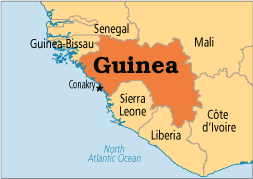 Senegal
Mali
Guinea-Bissau
Guinea
Conakry
Sierra
Leone
Côte
d'Ivoire
Liberia
North
Atlantic Ocean